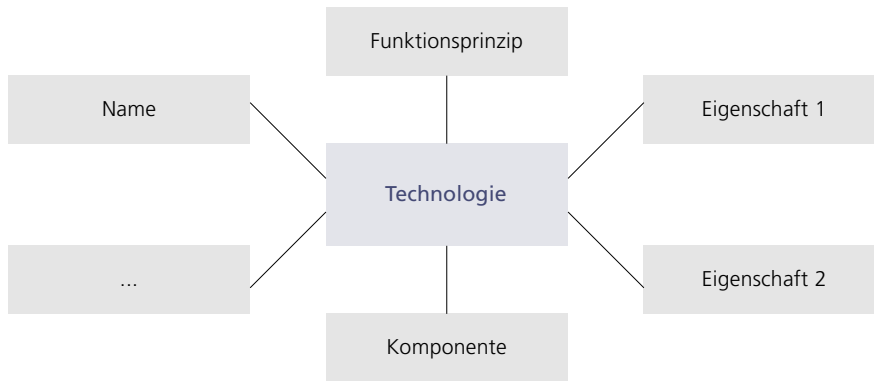 Funktionsprinzip
Name
Eigenschaft 1
Technologie
...
Eigenschaft 2
Komponente